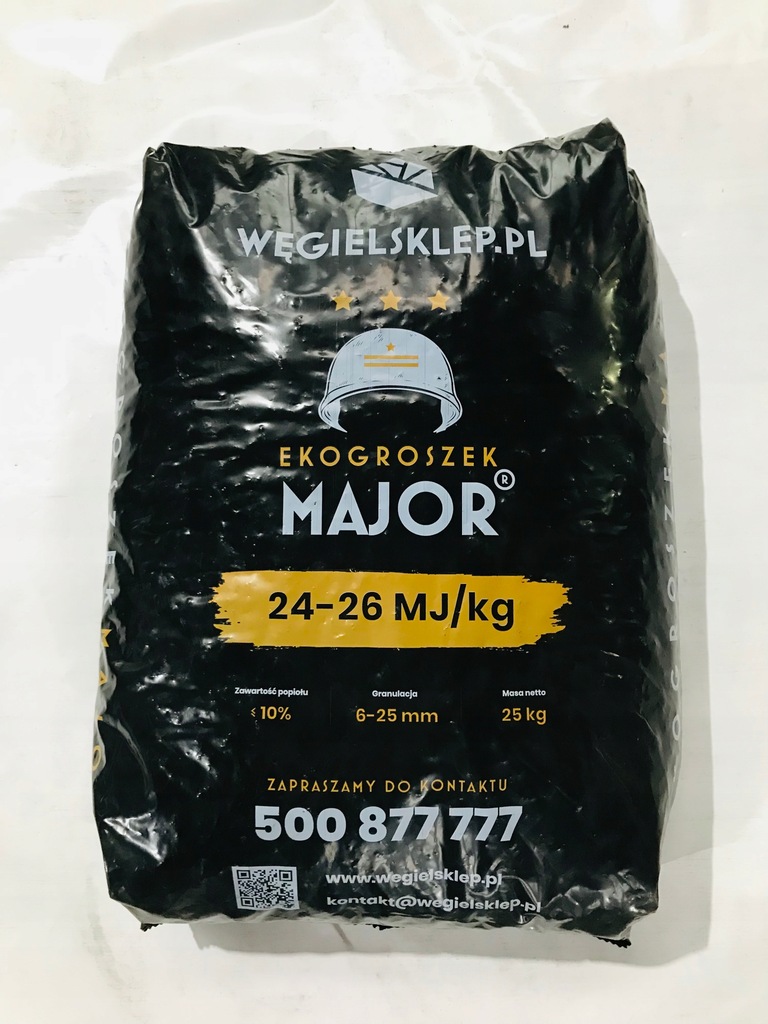 WĘGIELSKLEP.PL
EKOGROSZEK
MAJOR®
24-26 MJ/kg
Zawartość popiołu Granulacja Masa netto
≤ 10% 6-25 mm 25 kg
ZAPRASZAMY DO KONTAKTU
500 877 777
www.wegielsklep.pl
kontakt@wegielsklep.pl
EKOGROSZEK